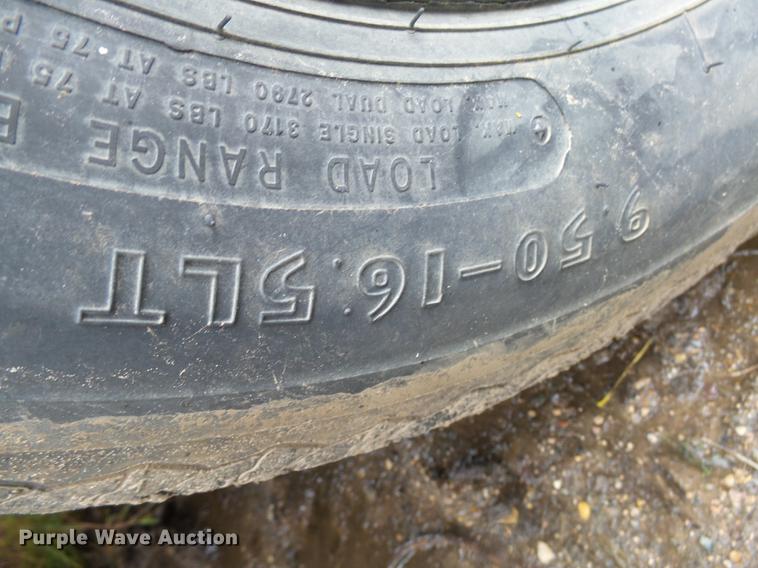 9.50-16.5LT
LOAD RANGE E
MAX. LOAD SINGLE 3170 LBS AT 75
MAX. LOAD DUAL 2790 LBS AT 75 P
Purple Wave Auction